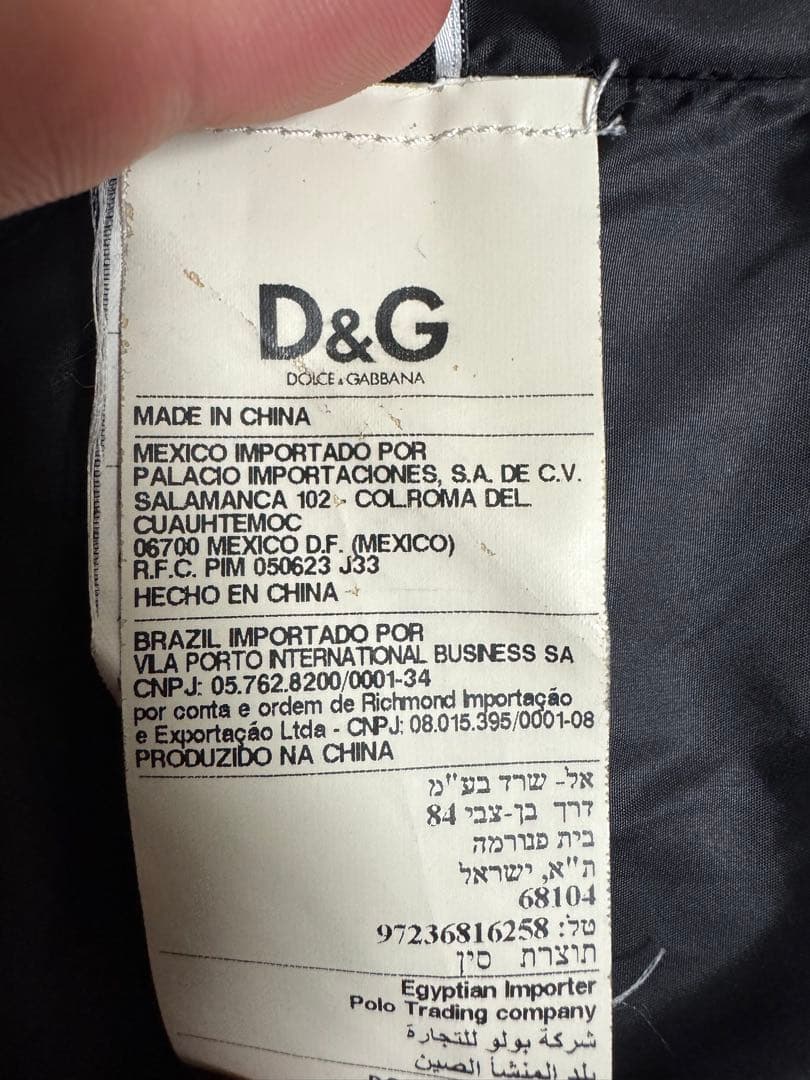 D&G
DOLCE & GABBANA
MADE IN CHINA
MEXICO IMPORTADO POR
PALACIO IMPORTACIONES, S.A. DE C.V.
SALAMANCA 102 - COL.ROMA DEL.
CUAUHTEMOC
06700 MEXICO D.F. (MEXICO)
R.F.C. PIM 050623 J33
HECHO EN CHINA
BRAZIL IMPORTADO POR
VILA PORTO INTERNATIONAL BUSINESS SA
CNPJ: 05.762.8200/0001-34
por conta e ordem de Richmond Importação
e Exportação Ltda - CNPJ: 08.015.395/0001-08
PRODUZIDO NA CHINA
אל- שרד בע"מ
דרך בן-צבי 84
בית פנורמה
ת"א, ישראל
68104
טל: 97236816258
תוצרת סין
Egyptian Importer
Polo Trading company
شركة بولو للتجارة
بلد المنشأ الصين